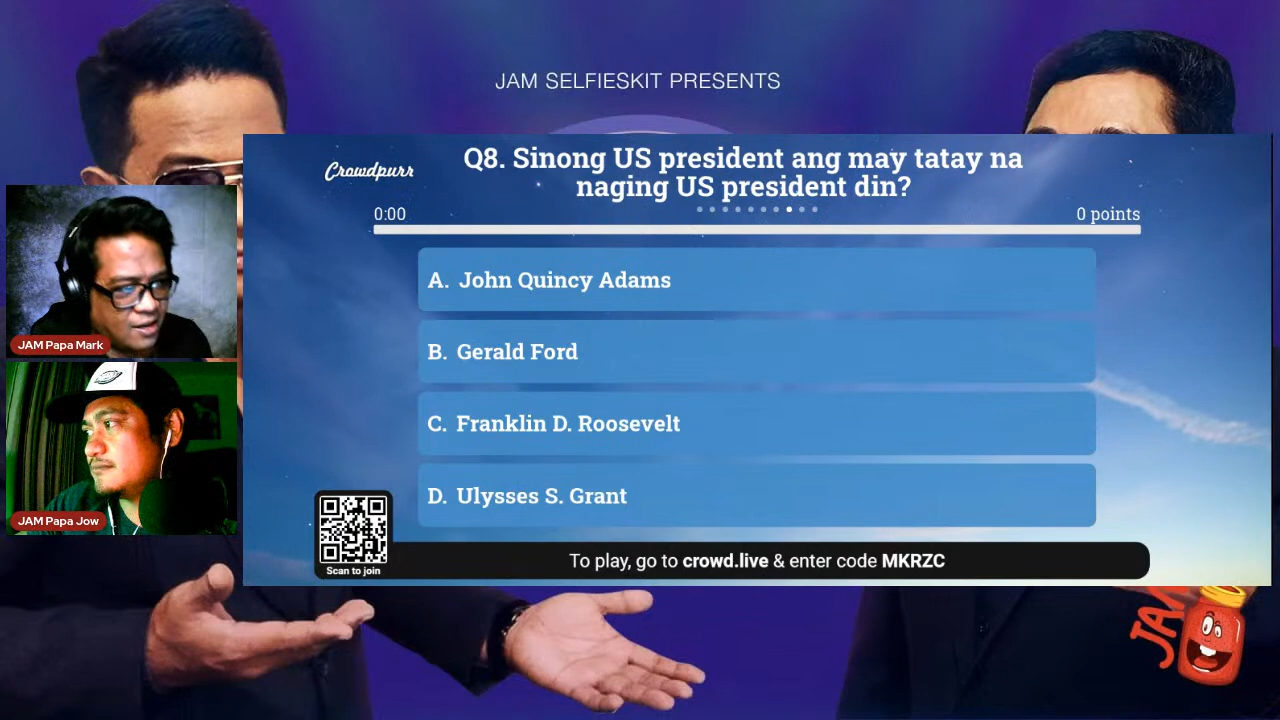 JAM SELFIESKIT PRESENTS
Crowdpurr
Q8. Sinong US president ang may tatay na
naging US president din?
0:00
0 points
A. John Quincy Adams
B. Gerald Ford
C. Franklin D. Roosevelt
D. Ulysses S. Grant
JAM Papa Mark
JAM Papa Jow
Scan to join
To play, go to crowd.live & enter code MKRZC
JAM